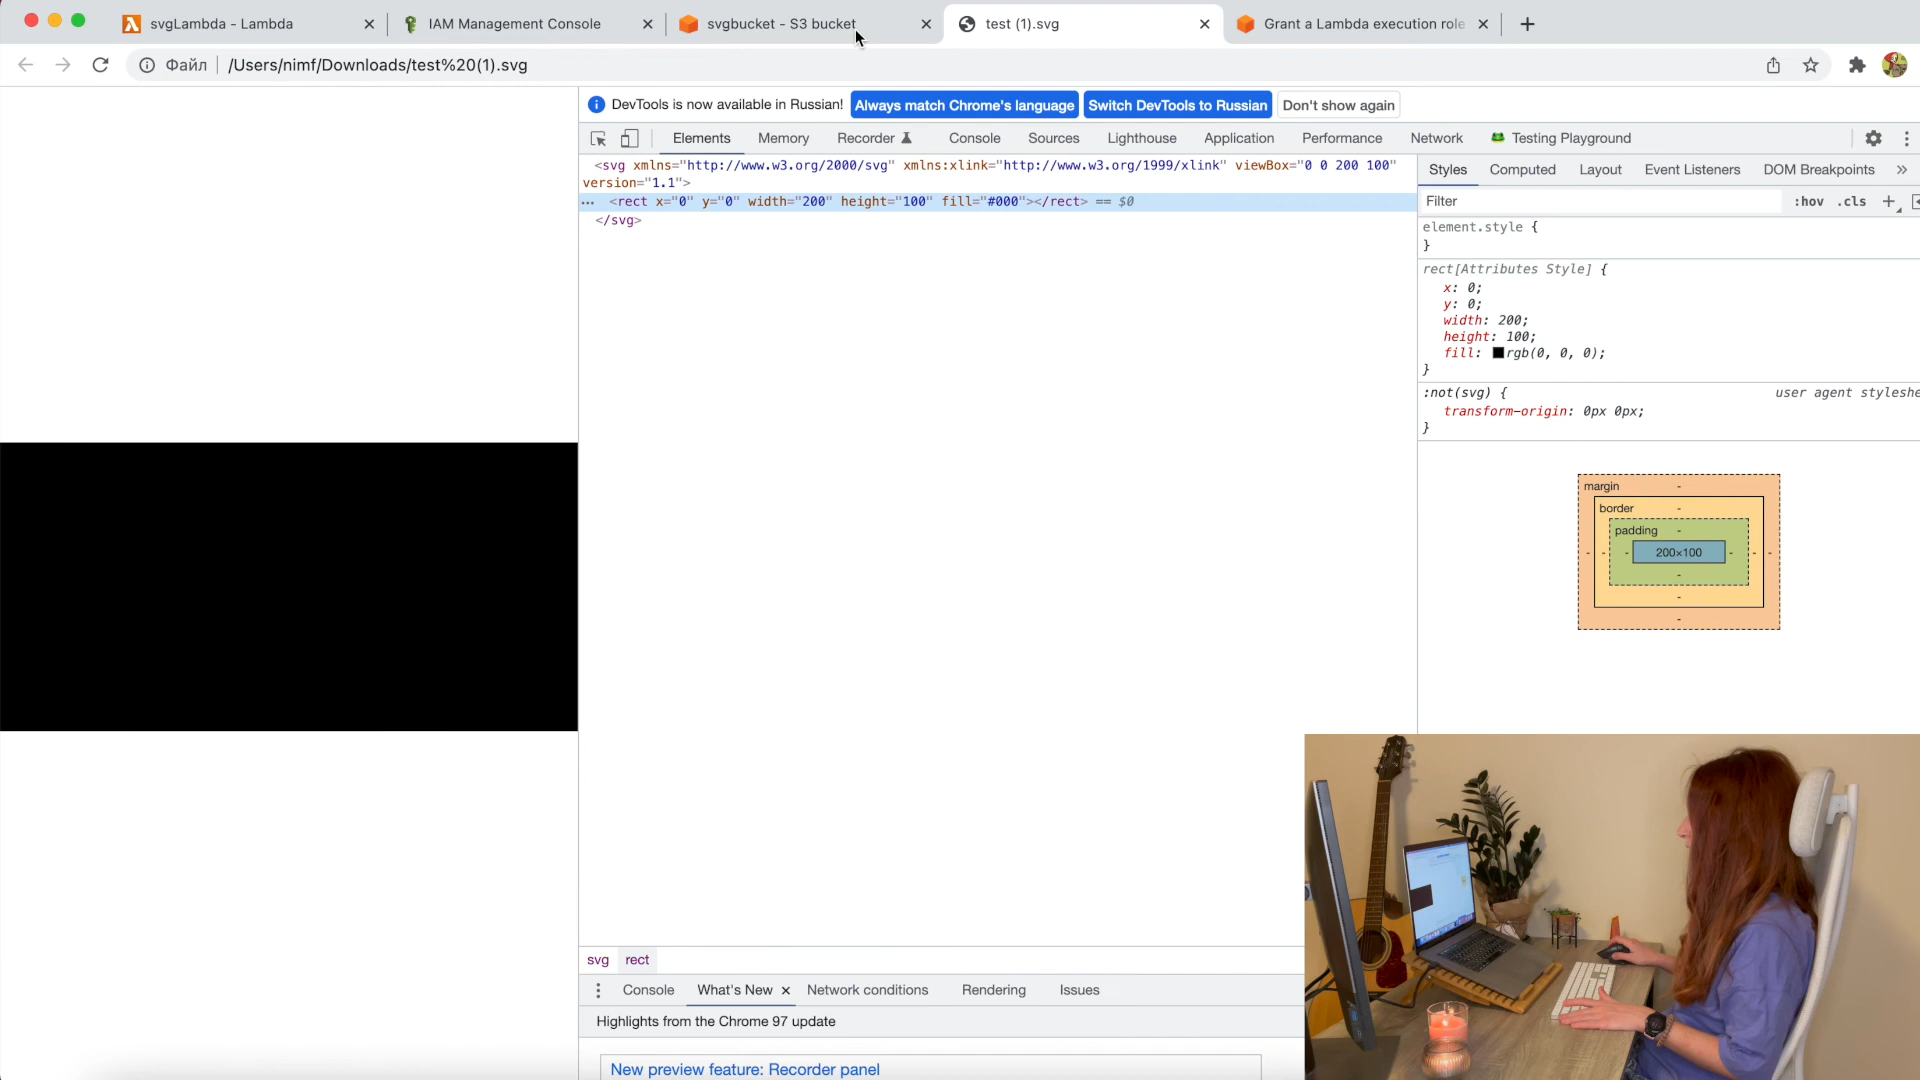 svgLambda - Lambda
IAM Management Console
svgbucket - S3 bucket
test (1).svg
Grant a Lambda execution role
Файл
/Users/nimf/Downloads/test%20(1).svg
DevTools is now available in Russian!
Always match Chrome's language
Switch DevTools to Russian
Don't show again
Elements
Memory
Recorder
Console
Sources
Lighthouse
Application
Performance
Network
Testing Playground
<svg xmlns="http://www.w3.org/2000/svg" xmlns:xlink="http://www.w3.org/1999/xlink" viewBox="0 0 200 100"
version="1.1">
... <rect x="0" y="0" width="200" height="100" fill="#000"></rect> == $0
</svg>
Styles
Computed
Layout
Event Listeners
DOM Breakpoints
Filter
:hov
.cls
element.style {
}
rect[Attributes Style] {
x: 0;
y: 0;
width: 200;
height: 100;
fill: rgb(0, 0, 0);
}
:not(svg) {
user agent styleshe
transform-origin: 0px 0px;
}
margin -
border -
padding -
- - - 200×100 - - -
-
-
-
svg
rect
Console
What's New
Network conditions
Rendering
Issues
Highlights from the Chrome 97 update
New preview feature: Recorder panel